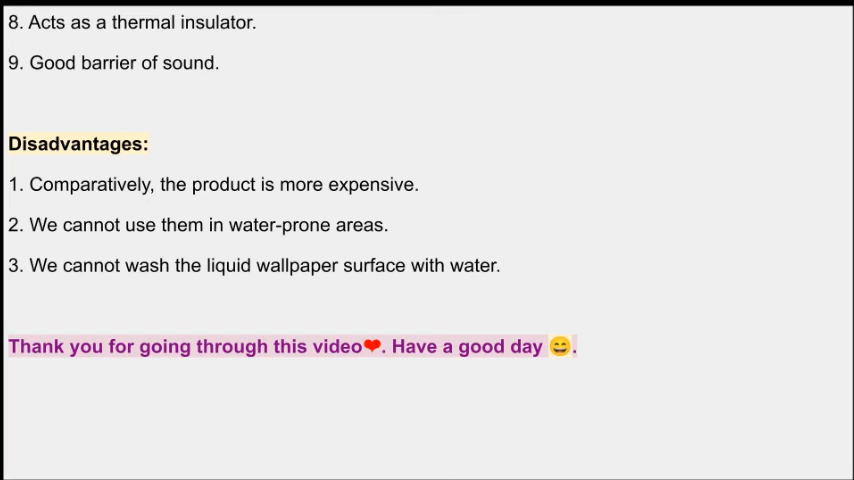 8. Acts as a thermal insulator.
9. Good barrier of sound.
Disadvantages:
1. Comparatively, the product is more expensive.
2. We cannot use them in water-prone areas.
3. We cannot wash the liquid wallpaper surface with water.
Thank you for going through this video❤️. Have a good day 😄.